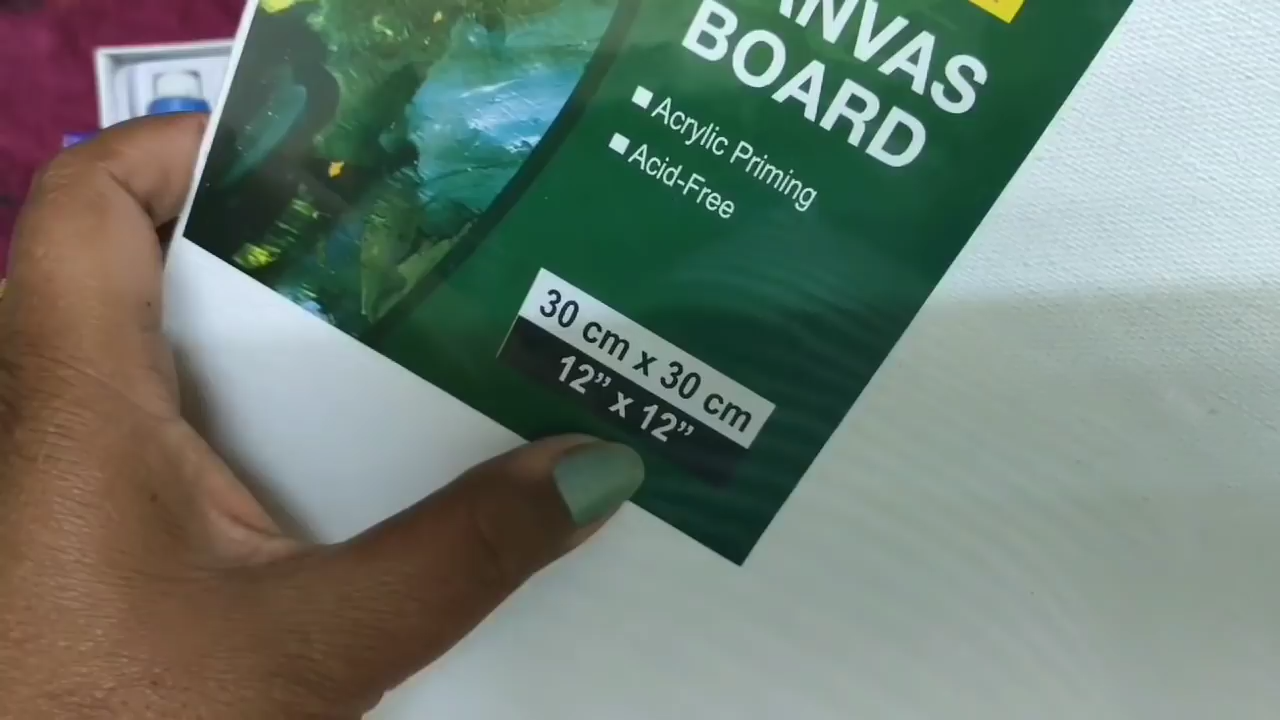 BOARD
Acrylic Priming
Acid-Free
30 cm x 30 cm
12” x 12”